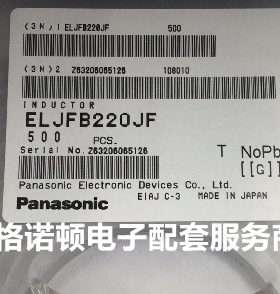 (3N)1 ELJFB220JF 500
(3N)2 Z63206065126 108010
INDUCTOR
ELJFB220JF
500 PCS.
Serial No. Z63206065126
T NoPb
[[G]]
Panasonic Electronic Devices Co., Ltd.
Panasonic EIAJ C-3 MADE IN JAPAN
格诺顿电子配套服务商